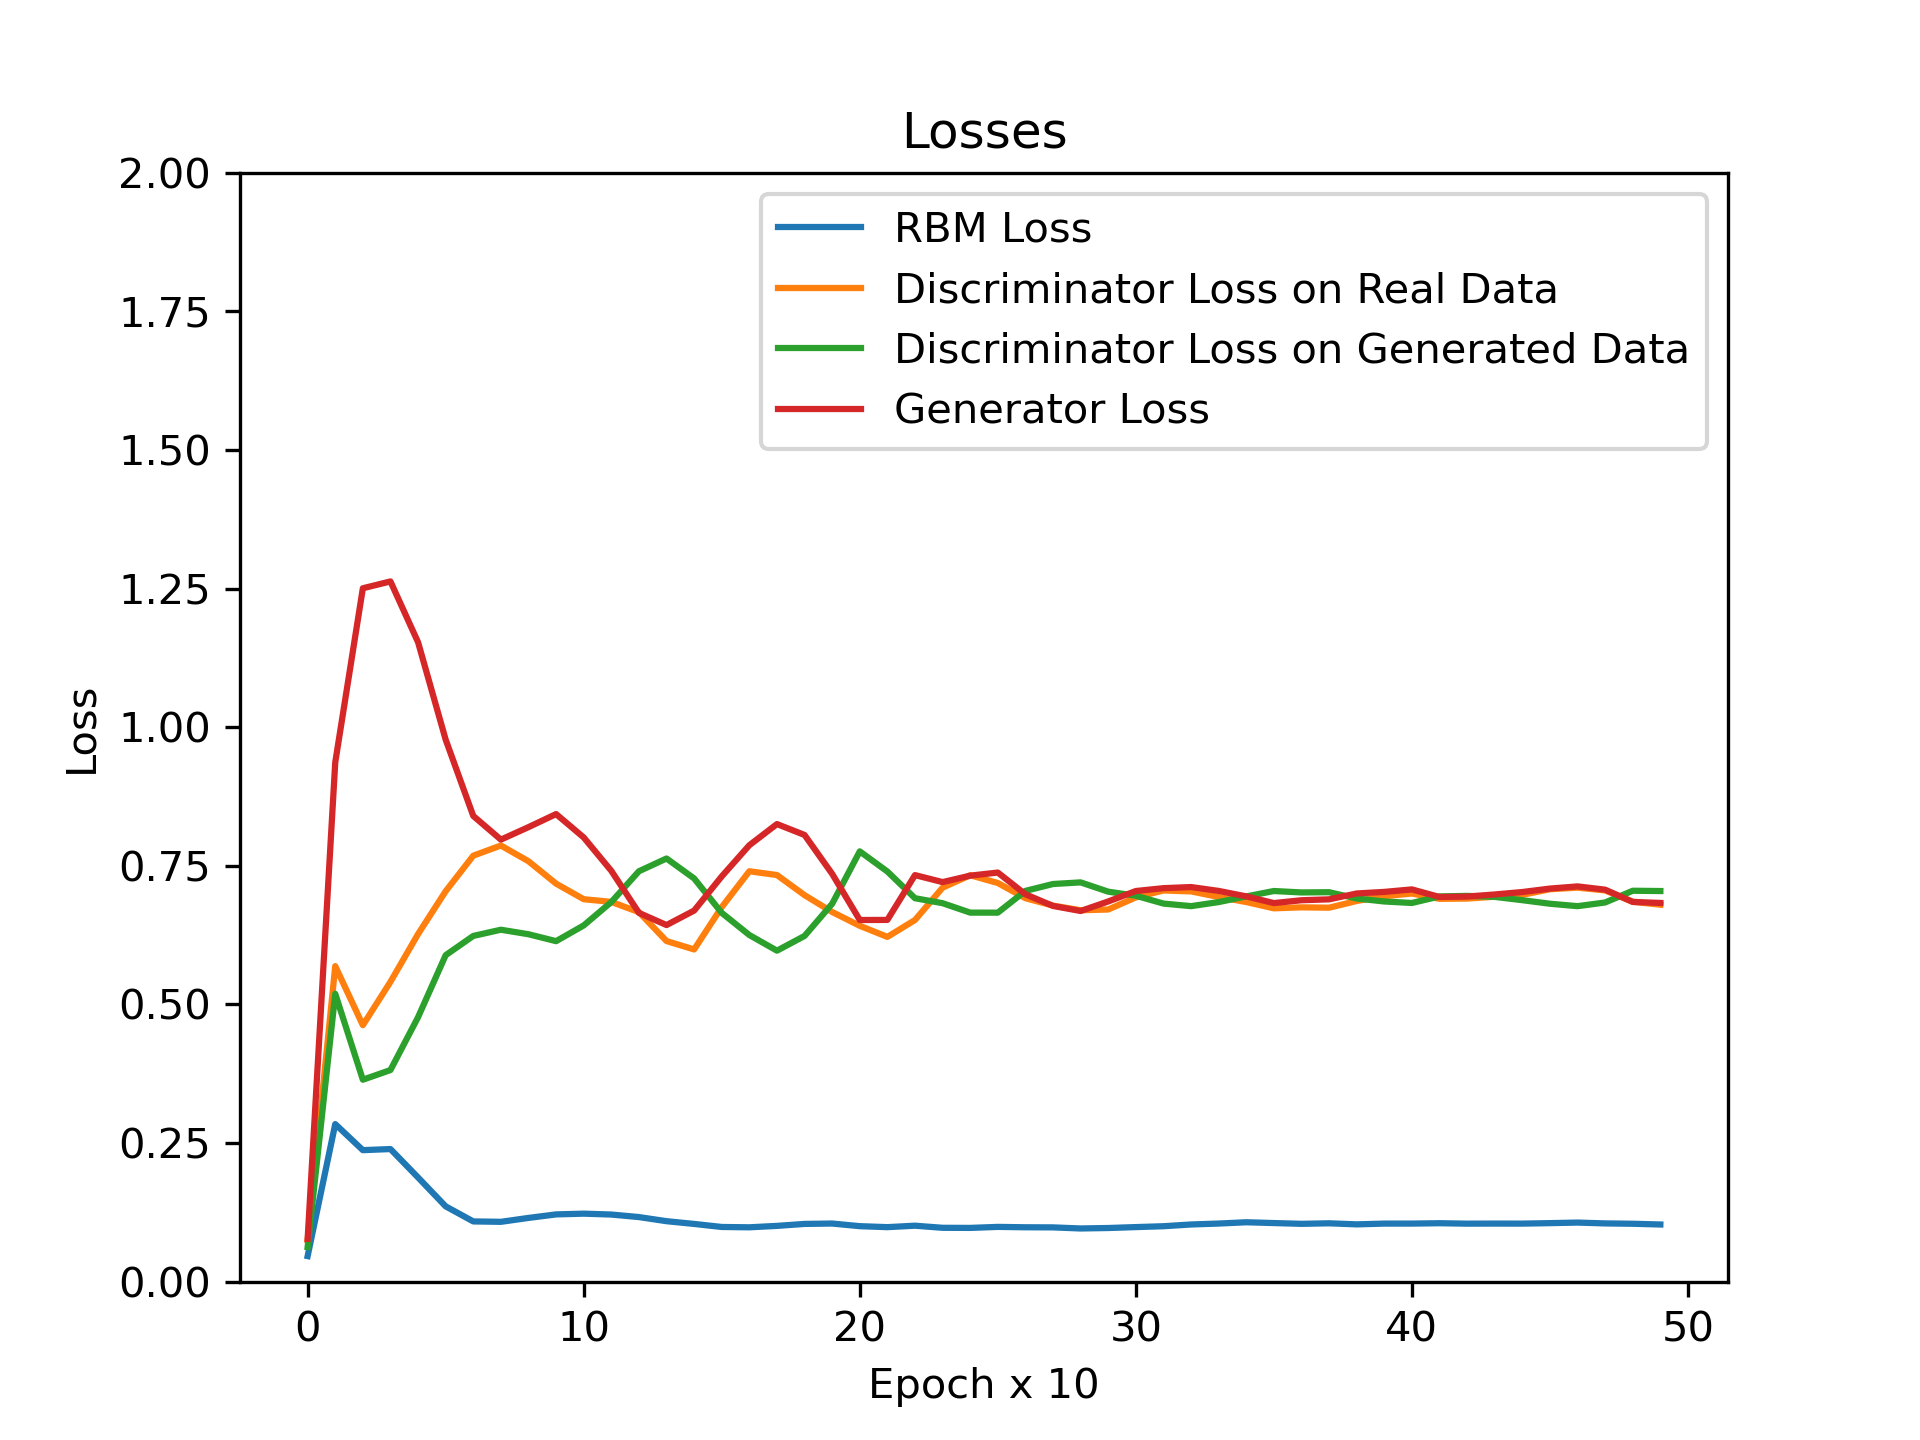 Losses
2.00
1.75
1.50
1.25
1.00
0.75
0.50
0.25
0.00
Loss
RBM Loss
Discriminator Loss on Real Data
Discriminator Loss on Generated Data
Generator Loss
0 10 20 30 40 50
Epoch x 10